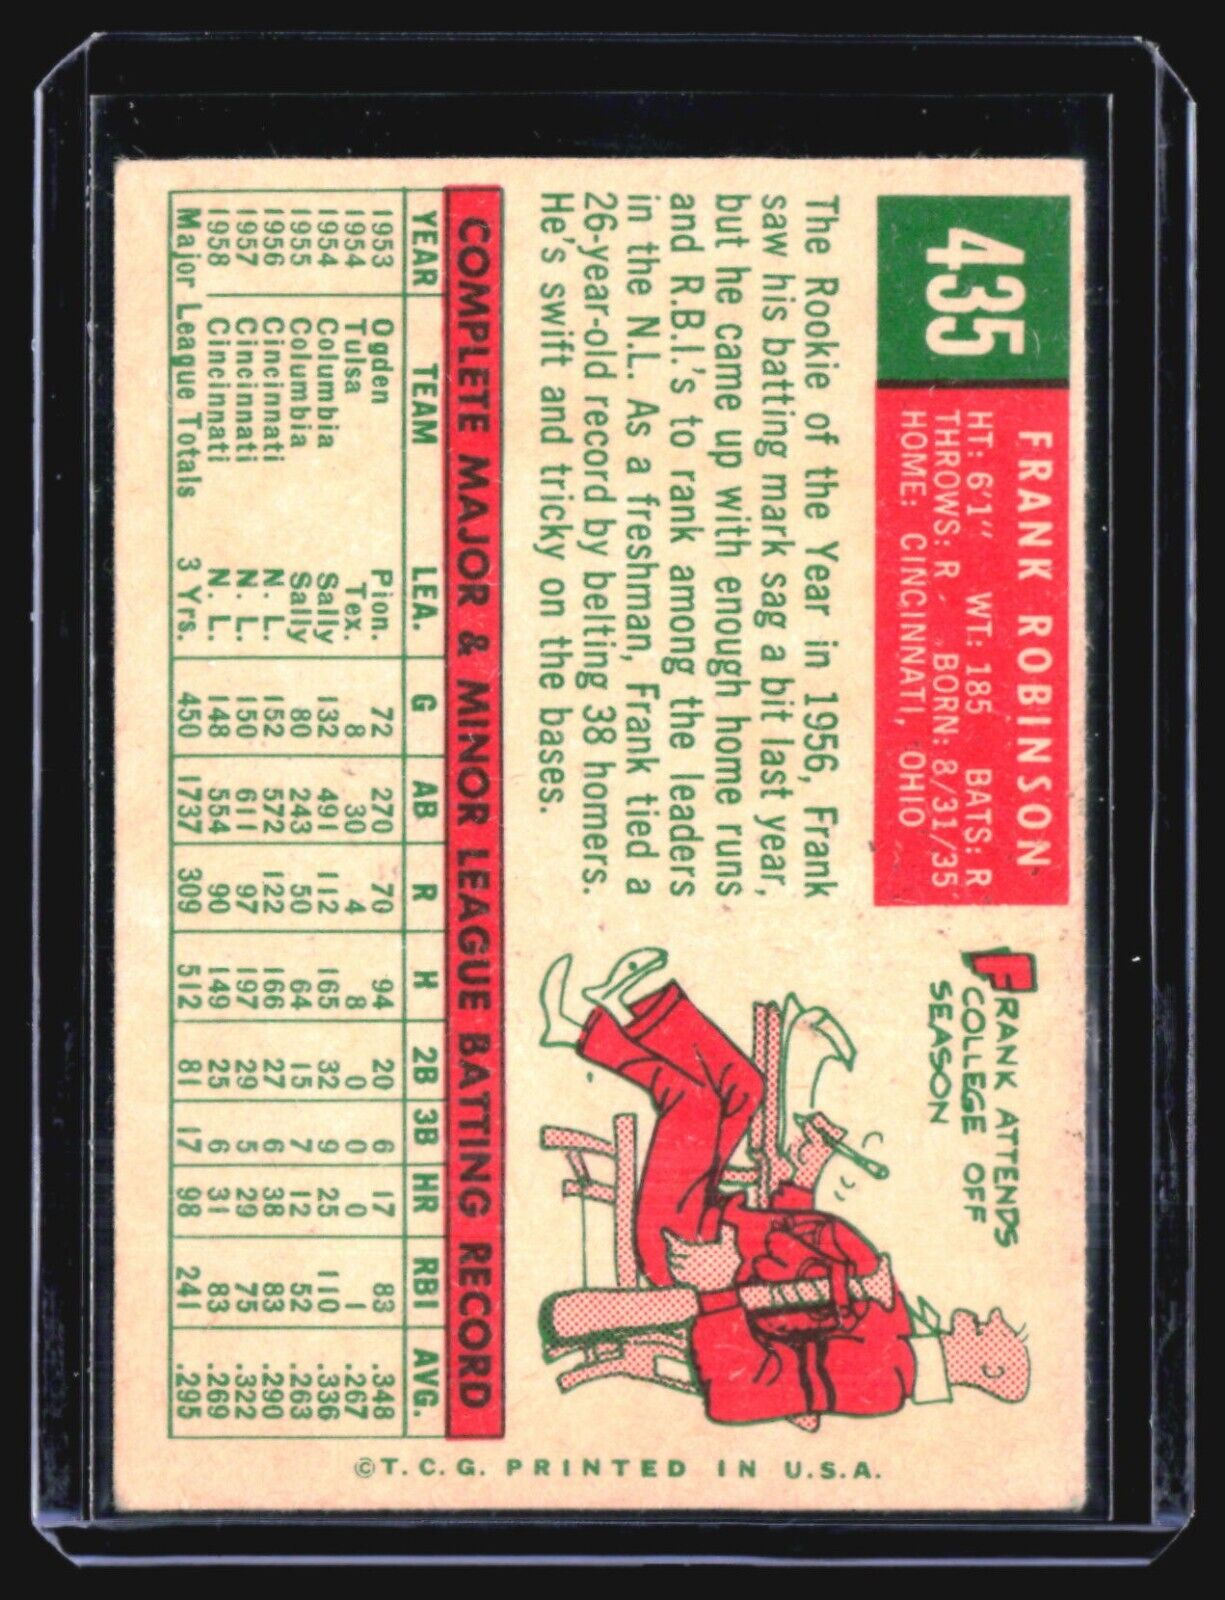 435
FRANK ROBINSON
HT: 6'1" WT.: 185 BATS: R
THROWS: R BORN: 8/31/35
HOME: CINCINNATI, OHIO
The Rookie of the Year in 1956, Frank
saw his batting mark sag a bit last year,
but he came up with enough home runs
and R.B.I.'s to rank among the leaders
in the N.L. As a freshman, Frank tied a
26-year-old record by belting 38 homers.
He's swift and tricky on the bases.
FRANK ATTENDS
COLLEGE OFF
SEASON
COMPLETE MAJOR & MINOR LEAGUE BATTING RECORD
YEAR TEAM LEA. G AB R H 2B 3B HR RBI AVG.
1953 Ogden Pion. 72 270 70 94 20 6 17 83 .348
1954 Tulsa Tex. 8 30 4 8 0 0 0 1 .267
1954 Columbia Sally 132 491 112 165 32 9 25 110 .336
1955 Columbia Sally 80 243 50 64 15 7 12 52 .263
1956 Cincinnati N. L. 152 572 122 166 27 6 38 83 .290
1957 Cincinnati N. L. 150 611 97 197 29 5 29 75 .322
1958 Cincinnati N. L. 148 554 90 149 25 6 31 83 .269
Major League Totals 3 Yrs. 450 1737 309 512 81 17 98 241 .295
© T. C. G. PRINTED IN U.S.A.